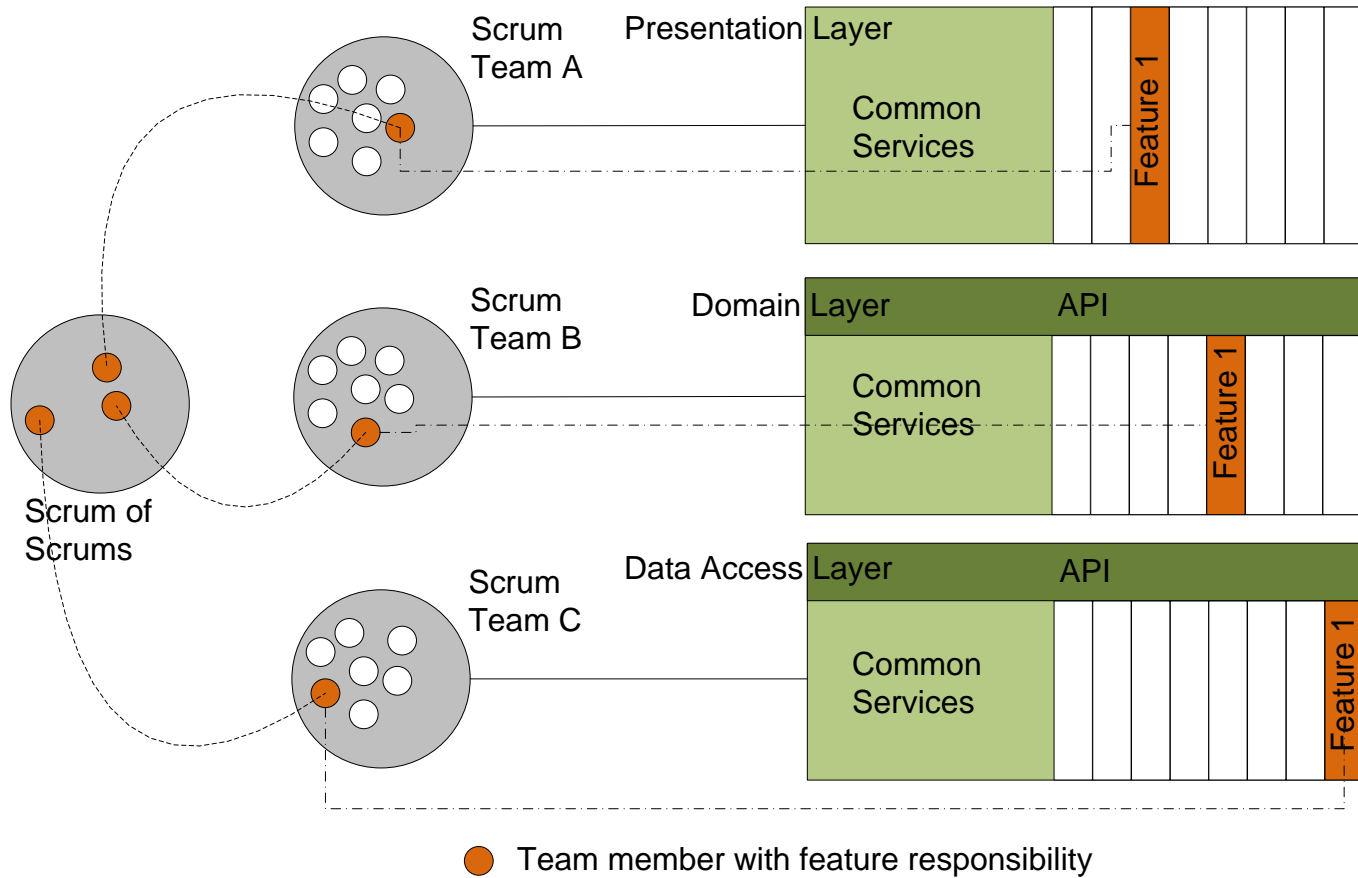 Scrum
Team A
Presentation Layer
Common
Services
Feature 1
Scrum
Team B
Domain Layer
API
Common
Services
Feature 1
Scrum of
Scrums
Scrum
Team C
Data Access Layer
API
Common
Services
Feature 1
Team member with feature responsibility